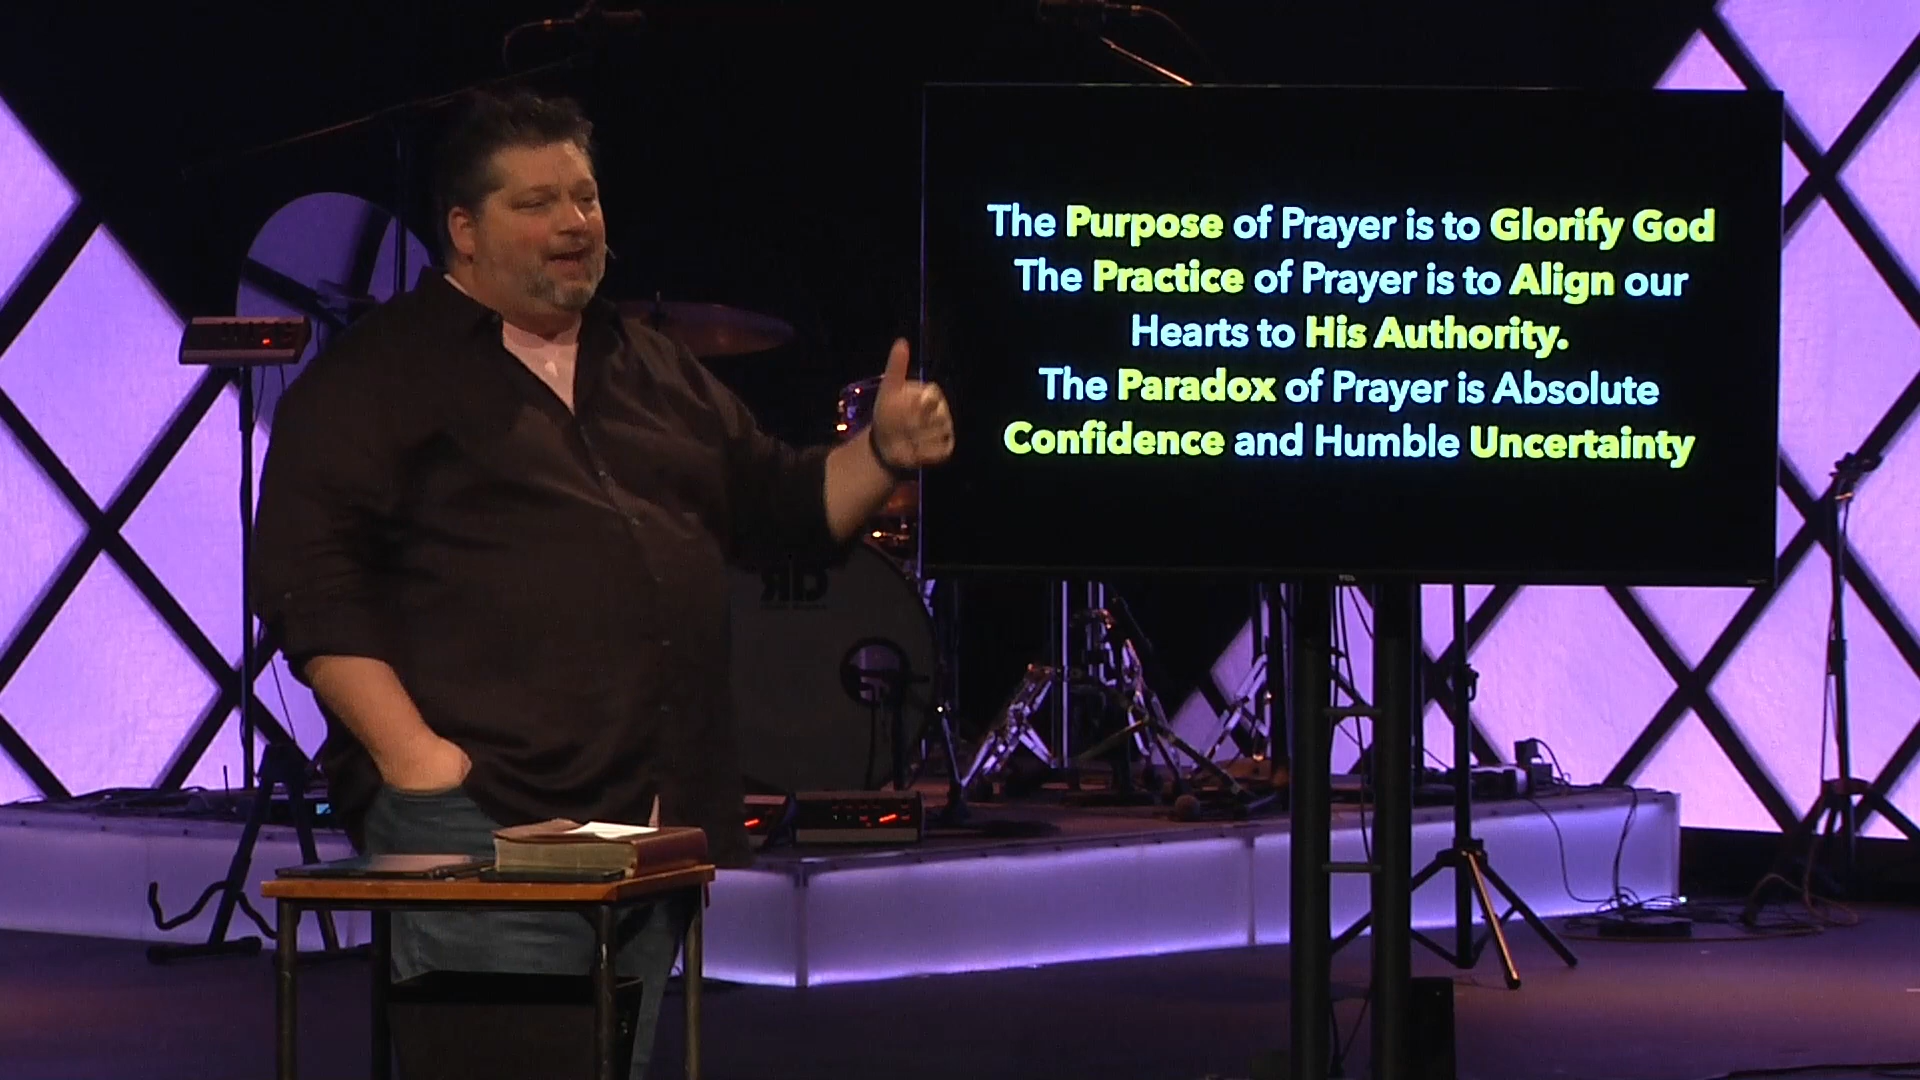 The Purpose of Prayer is to Glorify God
The Practice of Prayer is to Align our
Hearts to His Authority.
The Paradox of Prayer is Absolute
Confidence and Humble Uncertainty
TCL